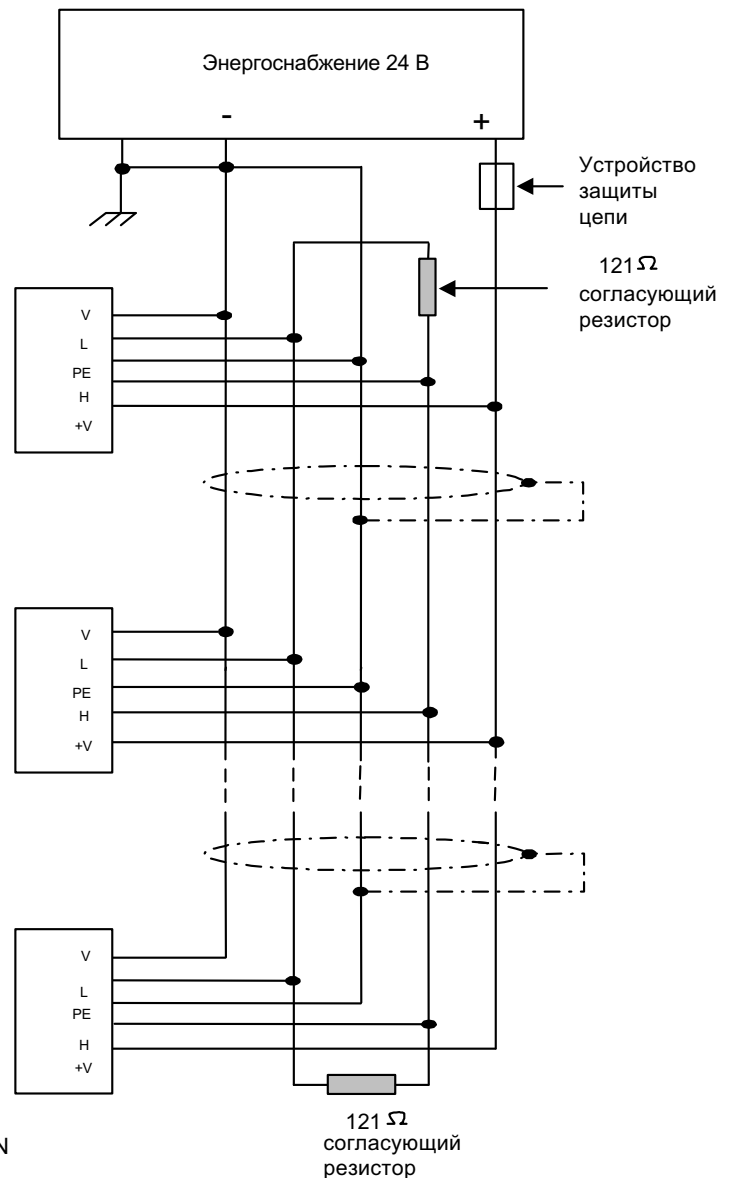 Энергоснабжение 24 В
-
+
Устройство
защиты
цепи
121 Ω
согласующий
резистор
V
L
PE
H
+V
V
L
PE
H
+V
V
L
PE
H
+V
N
121 Ω
согласующий
резистор